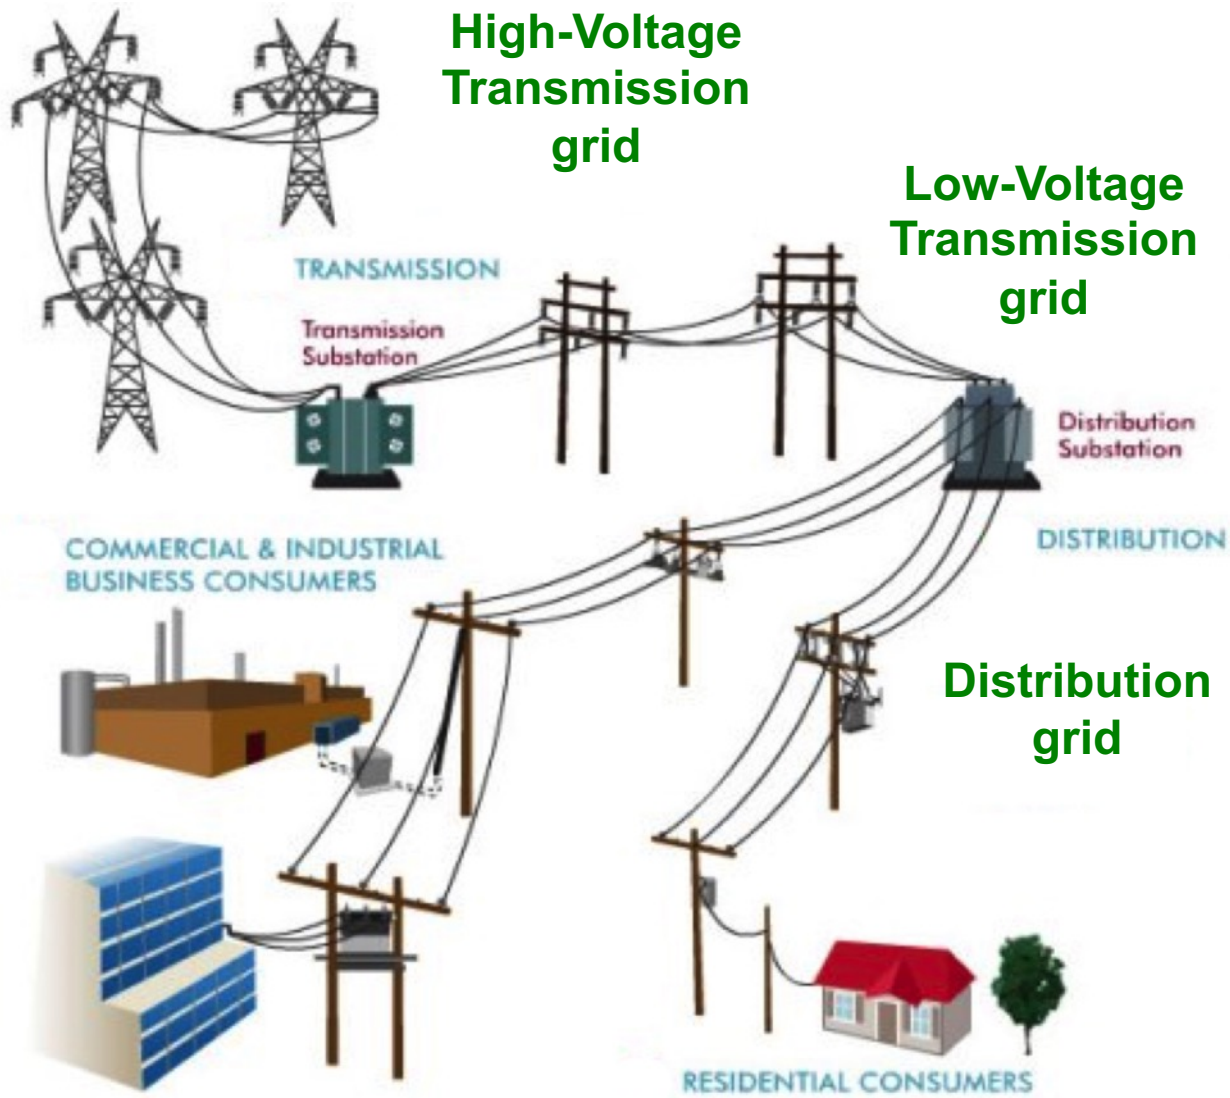 High-Voltage
Transmission
grid
Low-Voltage
Transmission
grid
TRANSMISSION
Transmission
Substation
Distribution
Substation
DISTRIBUTION
COMMERCIAL & INDUSTRIAL
BUSINESS CONSUMERS
Distribution
grid
RESIDENTIAL CONSUMERS